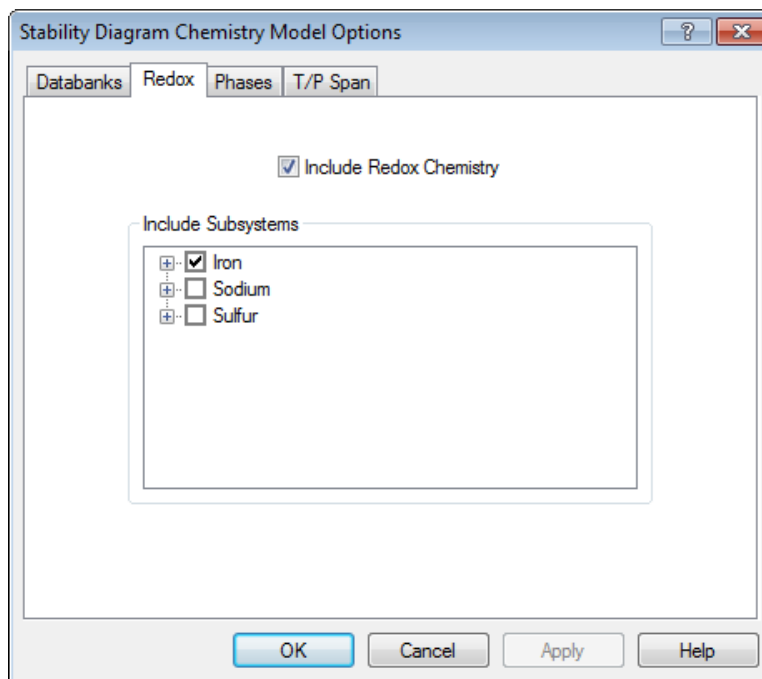 Stability Diagram Chemistry Model Options
Databanks Redox Phases T/P Span
Include Redox Chemistry
Include Subsystems
Iron
Sodium
Sulfur
OK Cancel Apply Help